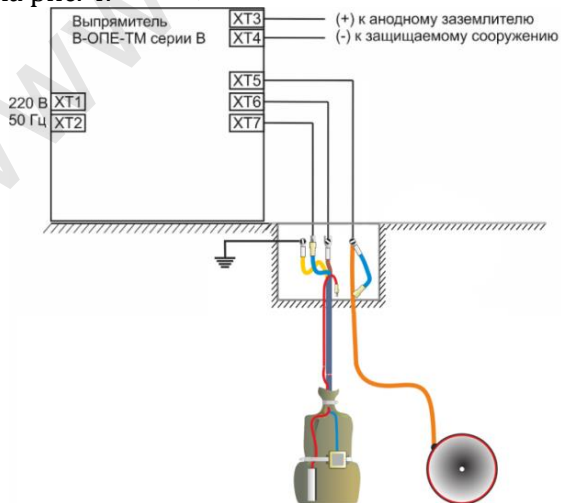 Выпрямитель
В-ОПЕ-ТМ серии В
XT3
(+) к анодному заземлителю
XT4
(-) к защищаемому сооружению
XT5
220 В XT1
XT6
50 Гц XT2
XT7